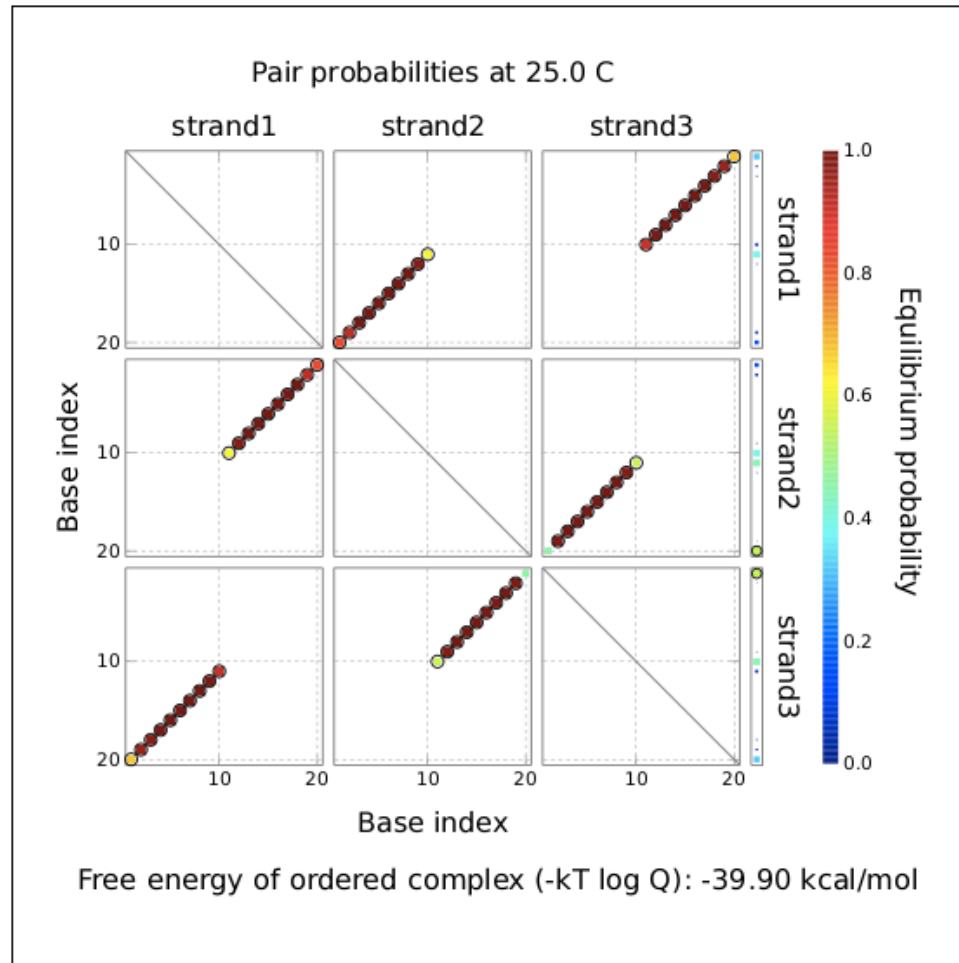 Pair probabilities at 25.0 C
strand1 strand2 strand3
1.0
strand1
10
0.8
20
Equilibrium probability
0.6
Base index
strand2
10
0.4
20
0.2
strand3
10
20
0.0
10 20 10 20 10 20
Base index
Free energy of ordered complex (-kT log Q): -39.90 kcal/mol